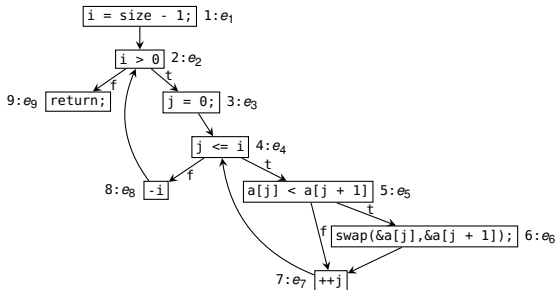 i = size - 1; 1:e₁
i > 0 2:e₂
f t
9:e₉ return; j = 0; 3:e₃
j <= i 4:e₄
f t
8:e₈ -i a[j] < a[j + 1] 5:e₅
f t
swap(&a[j],&a[j + 1]); 6:e₆
7:e₇ ++j